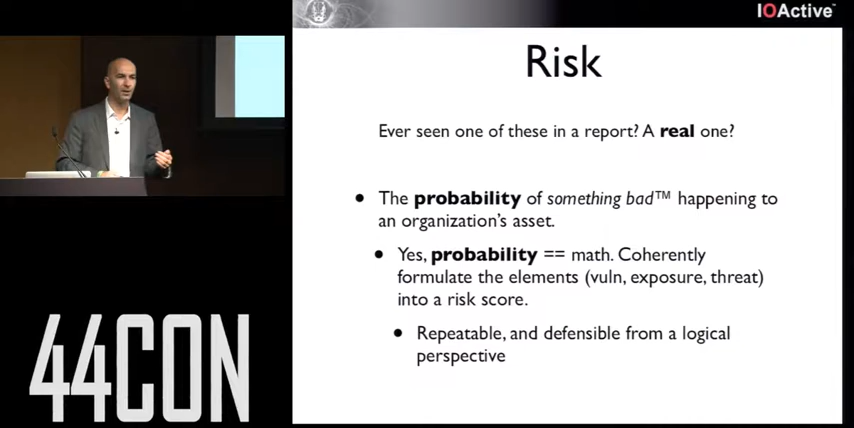 IOActive™
Risk
Ever seen one of these in a report? A real one?
• The probability of something bad™ happening to
an organization's asset.
• Yes, probability == math. Coherently
formulate the elements (vuln, exposure, threat)
into a risk score.
• Repeatable, and defensible from a logical
perspective
44CON